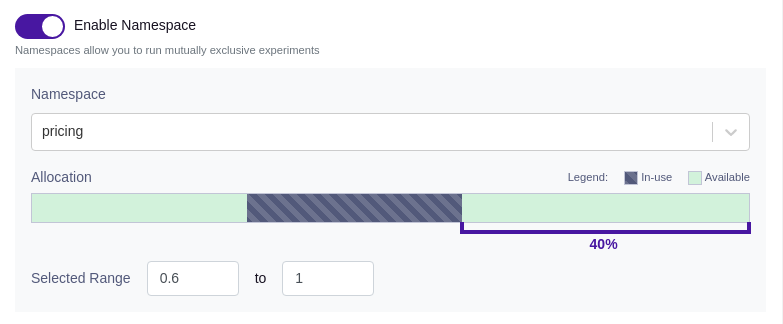 Enable Namespace
Namespaces allow you to run mutually exclusive experiments
Namespace
pricing
Allocation Legend: In-use Available
40%
Selected Range 0.6 to 1